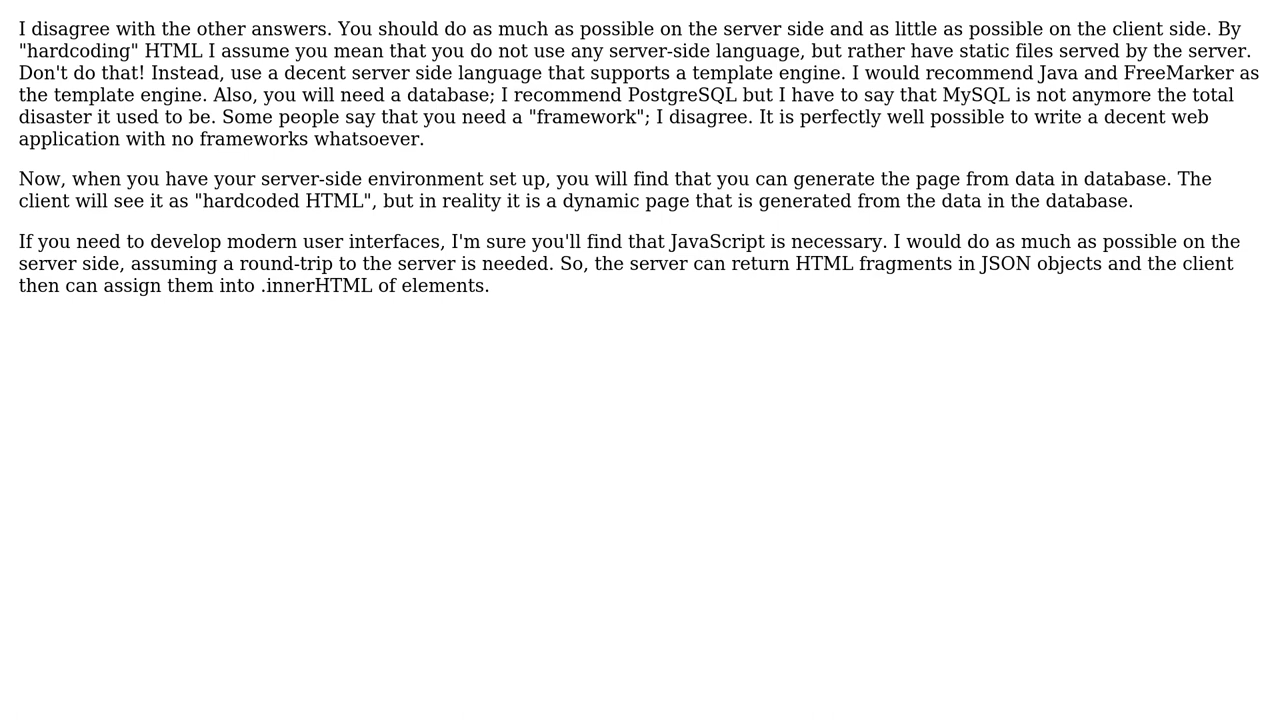 I disagree with the other answers. You should do as much as possible on the server side and as little as possible on the client side. By
"hardcoding" HTML I assume you mean that you do not use any server-side language, but rather have static files served by the server.
Don't do that! Instead, use a decent server side language that supports a template engine. I would recommend Java and FreeMarker as
the template engine. Also, you will need a database; I recommend PostgreSQL but I have to say that MySQL is not anymore the total
disaster it used to be. Some people say that you need a "framework"; I disagree. It is perfectly well possible to write a decent web
application with no frameworks whatsoever.
Now, when you have your server-side environment set up, you will find that you can generate the page from data in database. The
client will see it as "hardcoded HTML", but in reality it is a dynamic page that is generated from the data in the database.
If you need to develop modern user interfaces, I'm sure you'll find that JavaScript is necessary. I would do as much as possible on the
server side, assuming a round-trip to the server is needed. So, the server can return HTML fragments in JSON objects and the client
then can assign them into .innerHTML of elements.